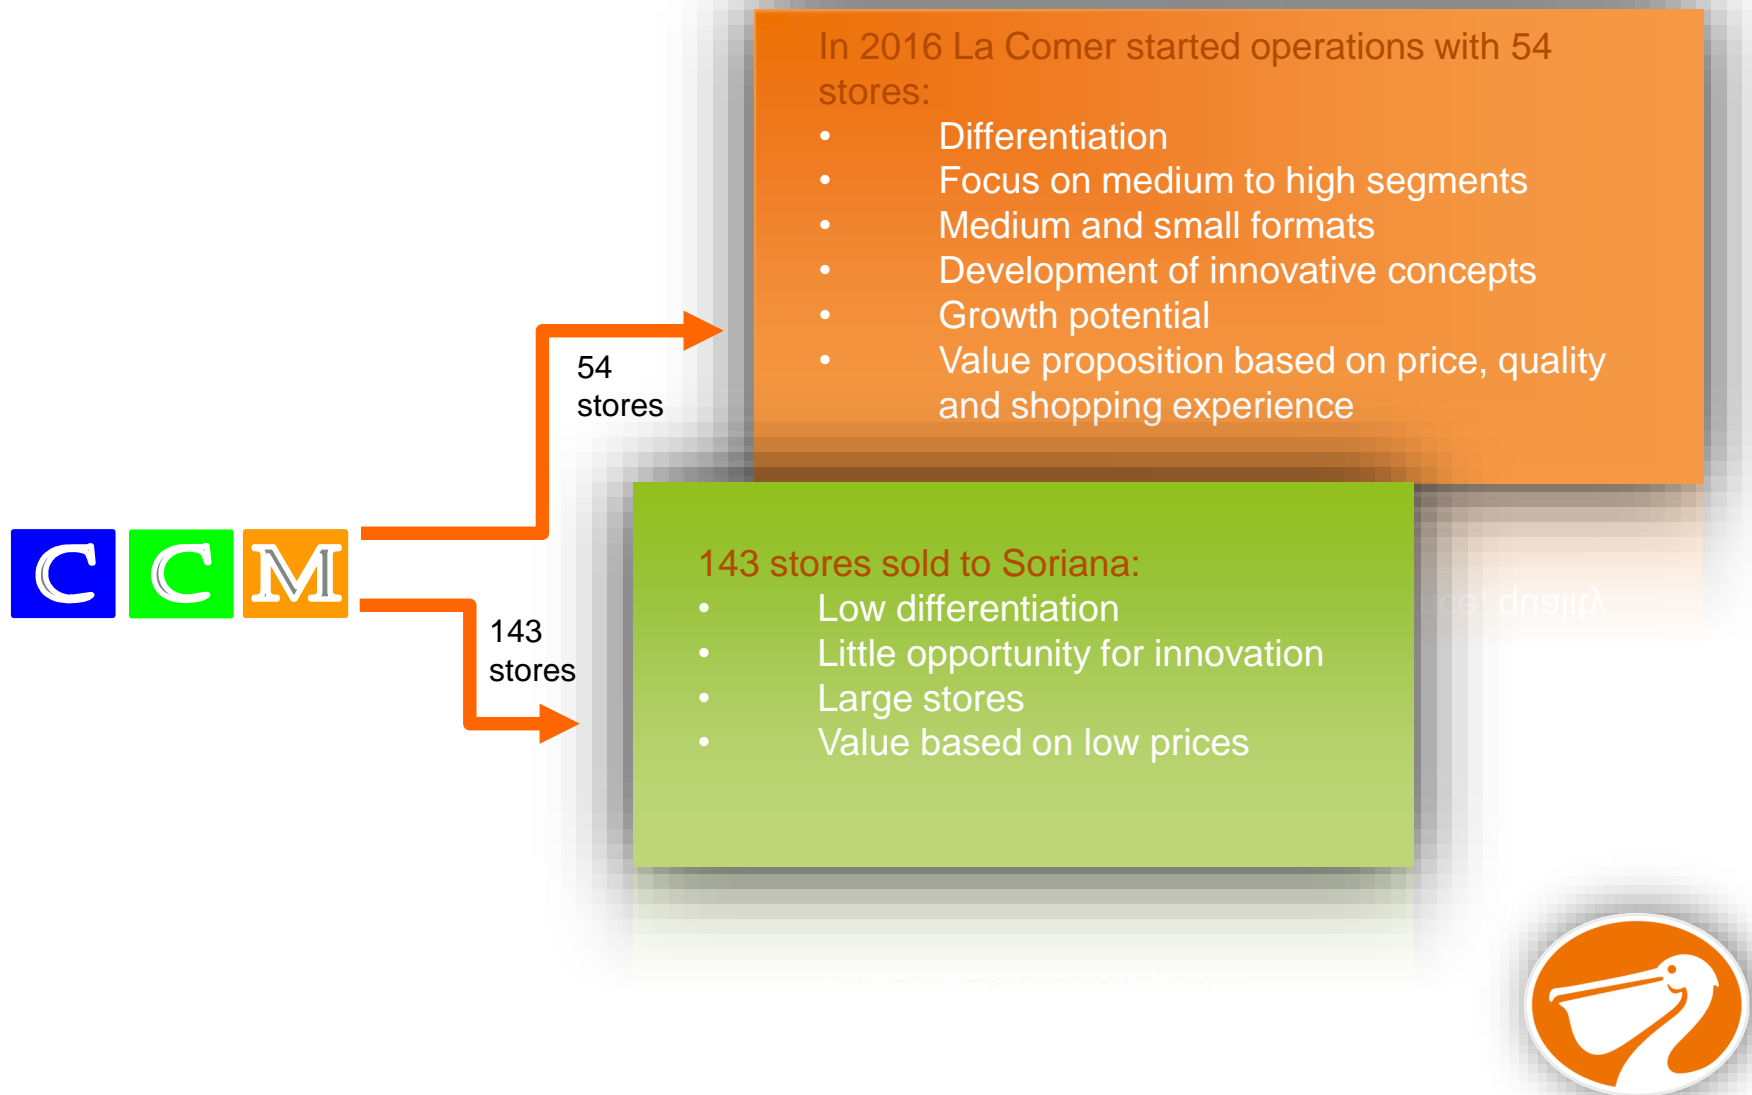 In 2016 La Comer started operations with 54
stores:
• Differentiation
• Focus on medium to high segments
• Medium and small formats
• Development of innovative concepts
• Growth potential
• Value proposition based on price, quality
and shopping experience
54
stores
C C M
143
stores
143 stores sold to Soriana:
• Low differentiation
• Little opportunity for innovation
• Large stores
• Value based on low prices